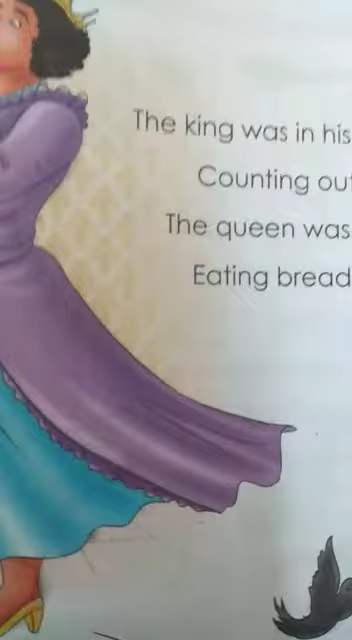 The king was in his
Counting out
The queen was
Eating bread